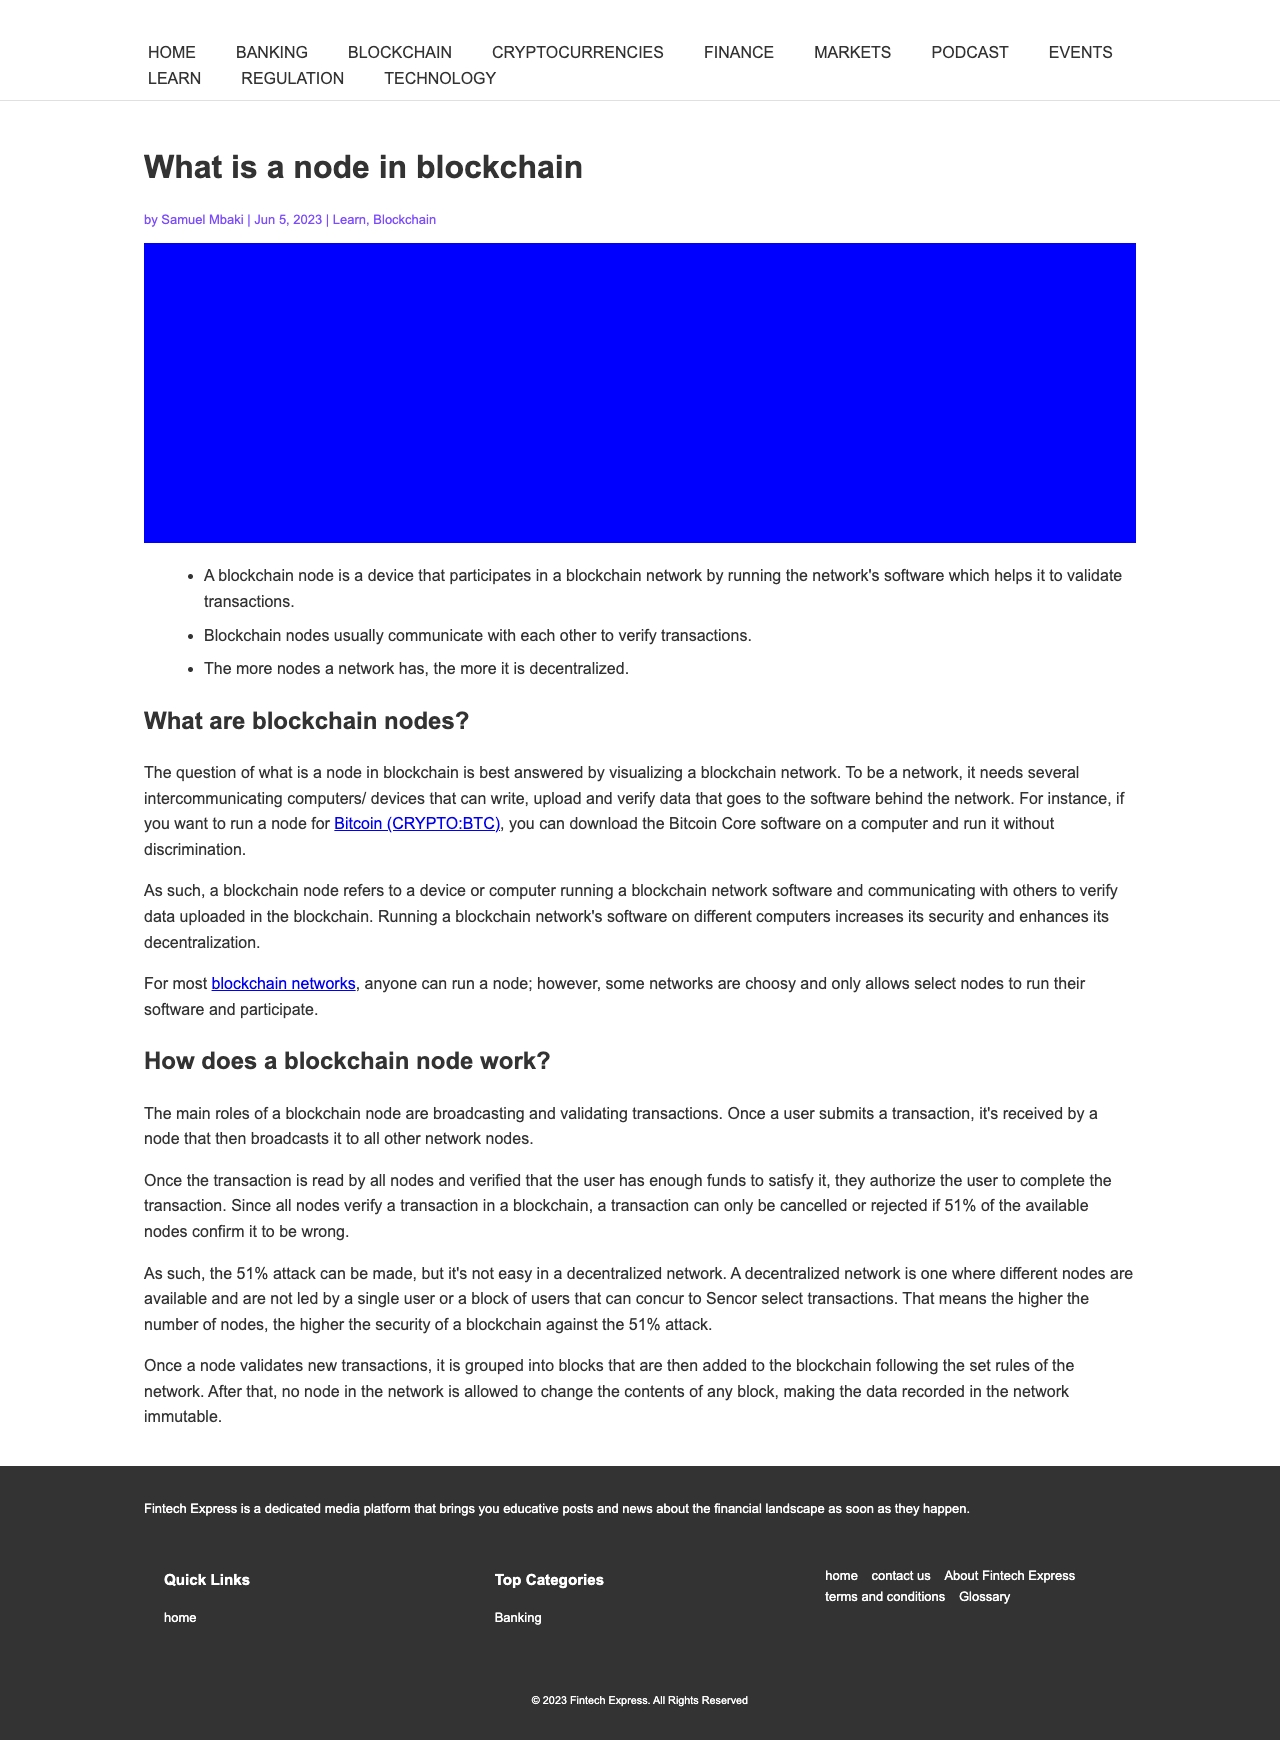 HOME BANKING BLOCKCHAIN CRYPTOCURRENCIES FINANCE MARKETS PODCAST EVENTS
LEARN REGULATION TECHNOLOGY
What is a node in blockchain
by Samuel Mbaki | Jun 5, 2023 | Learn, Blockchain
• A blockchain node is a device that participates in a blockchain network by running the network's software which helps it to validate
transactions.
• Blockchain nodes usually communicate with each other to verify transactions.
• The more nodes a network has, the more it is decentralized.
What are blockchain nodes?
The question of what is a node in blockchain is best answered by visualizing a blockchain network. To be a network, it needs several
intercommunicating computers/ devices that can write, upload and verify data that goes to the software behind the network. For instance, if
you want to run a node for Bitcoin (CRYPTO:BTC), you can download the Bitcoin Core software on a computer and run it without
discrimination.
As such, a blockchain node refers to a device or computer running a blockchain network software and communicating with others to verify
data uploaded in the blockchain. Running a blockchain network's software on different computers increases its security and enhances its
decentralization.
For most blockchain networks, anyone can run a node; however, some networks are choosy and only allows select nodes to run their
software and participate.
How does a blockchain node work?
The main roles of a blockchain node are broadcasting and validating transactions. Once a user submits a transaction, it's received by a
node that then broadcasts it to all other network nodes.
Once the transaction is read by all nodes and verified that the user has enough funds to satisfy it, they authorize the user to complete the
transaction. Since all nodes verify a transaction in a blockchain, a transaction can only be cancelled or rejected if 51% of the available
nodes confirm it to be wrong.
As such, the 51% attack can be made, but it's not easy in a decentralized network. A decentralized network is one where different nodes are
available and are not led by a single user or a block of users that can concur to Sencor select transactions. That means the higher the
number of nodes, the higher the security of a blockchain against the 51% attack.
Once a node validates new transactions, it is grouped into blocks that are then added to the blockchain following the set rules of the
network. After that, no node in the network is allowed to change the contents of any block, making the data recorded in the network
immutable.
Fintech Express is a dedicated media platform that brings you educative posts and news about the financial landscape as soon as they happen.
Quick Links
home
Top Categories
Banking
home contact us About Fintech Express
terms and conditions Glossary
© 2023 Fintech Express. All Rights Reserved